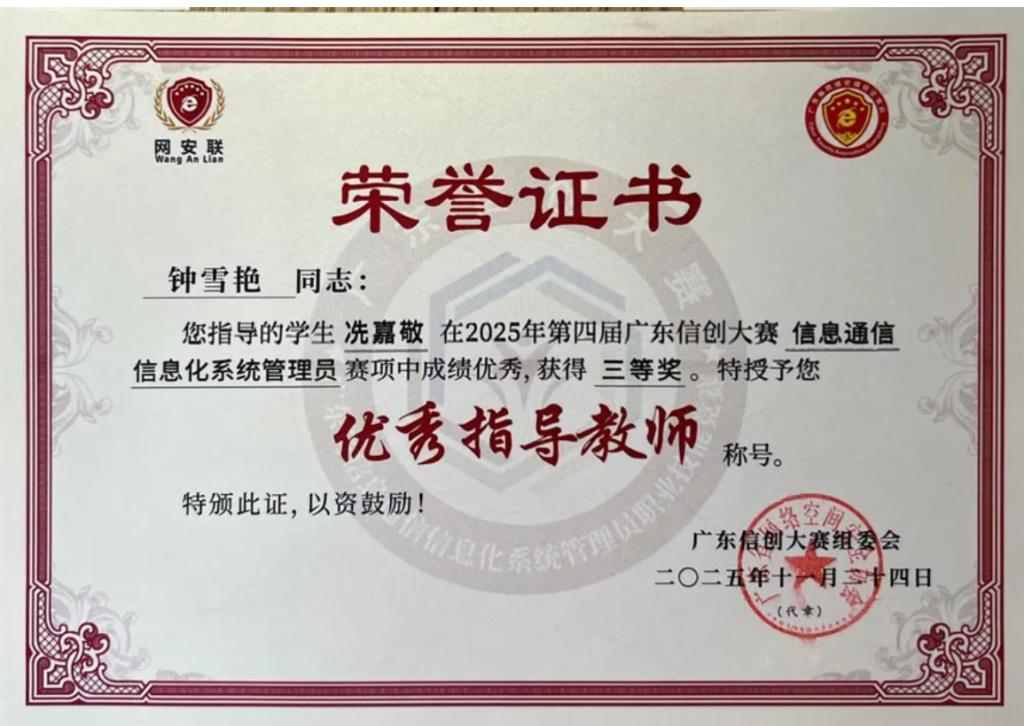 网安联
Wang An Lian
荣誉证书
钟雪艳 同志：
您指导的学生 冼嘉敬 在2025年第四届广东信创大赛 信息通信
信息化系统管理员 赛项中成绩优秀，获得 三等奖 。特授予您
优秀指导教师 称号。
特颁此证，以资鼓励！
广东信创大赛组委会
二〇二五年十一月二十四日
（代章）